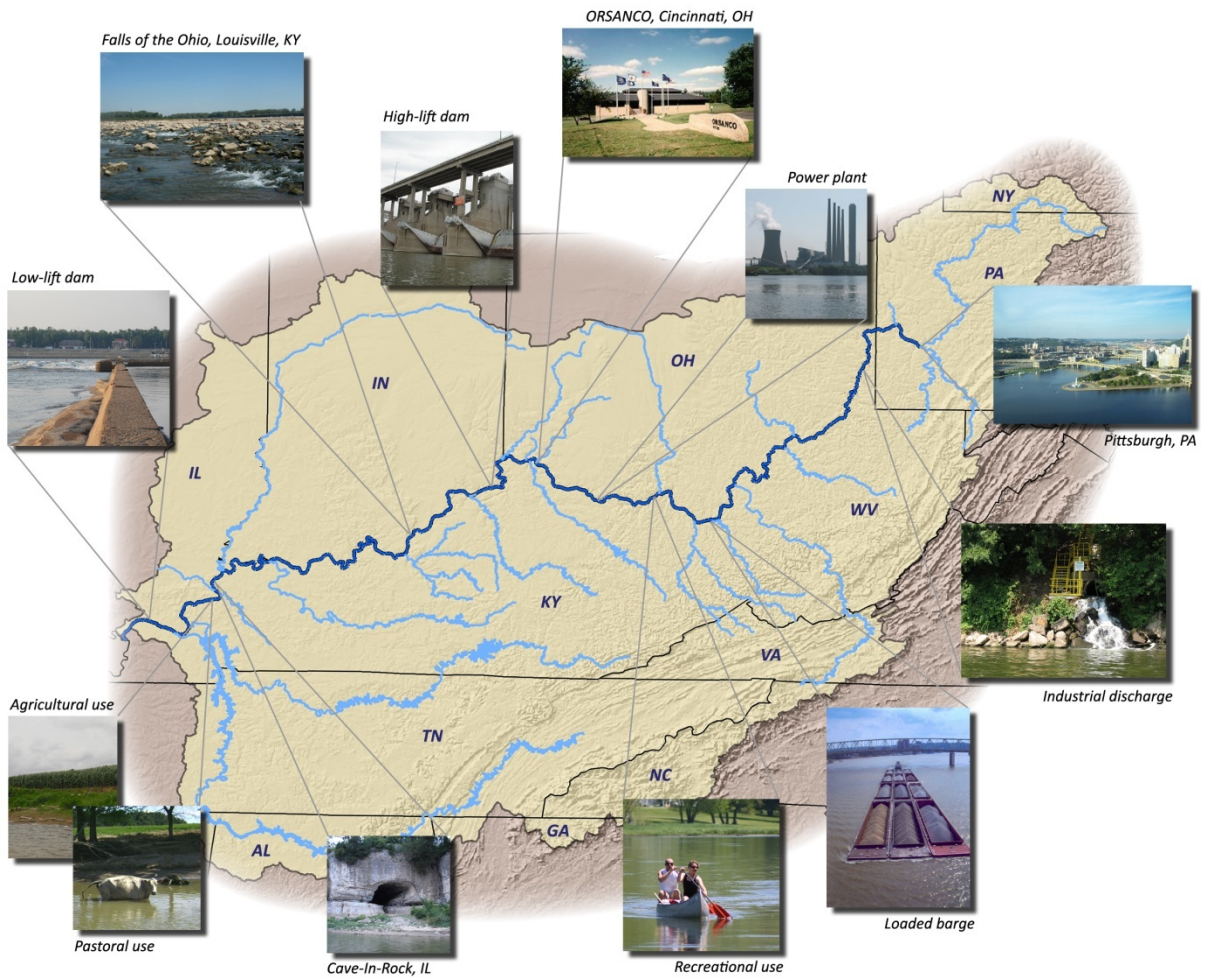 ORSANCO, Cincinnati, OH
Falls of the Ohio, Louisville, KY
High-lift dam
ORSANCO
Power plant
NY
Low-lift dam
PA
OH
IN
Pittsburgh, PA
IL
WV
KY
VA
Industrial discharge
Agricultural use
TN
NC
GA
AL
Loaded barge
Pastoral use
Cave-In-Rock, IL
Recreational use